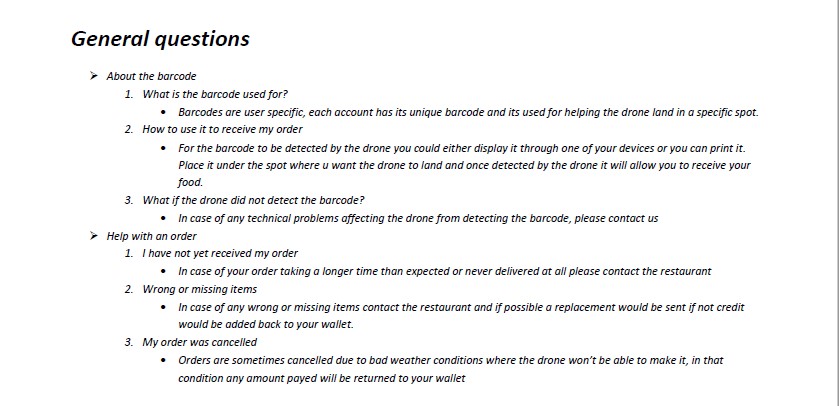 General questions
➢ About the barcode
1. What is the barcode used for?
• Barcodes are user specific, each account has its unique barcode and its used for helping the drone land in a specific spot.
2. How to use it to receive my order
• For the barcode to be detected by the drone you could either display it through one of your devices or you can print it.
Place it under the spot where u want the drone to land and once detected by the drone it will allow you to receive your
food.
3. What if the drone did not detect the barcode?
• In case of any technical problems affecting the drone from detecting the barcode, please contact us
➢ Help with an order
1. I have not yet received my order
• In case of your order taking a longer time than expected or never delivered at all please contact the restaurant
2. Wrong or missing items
• In case of any wrong or missing items contact the restaurant and if possible a replacement would be sent if not credit
would be added back to your wallet.
3. My order was cancelled
• Orders are sometimes cancelled due to bad weather conditions where the drone won't be able to make it, in that
condition any amount payed will be returned to your wallet